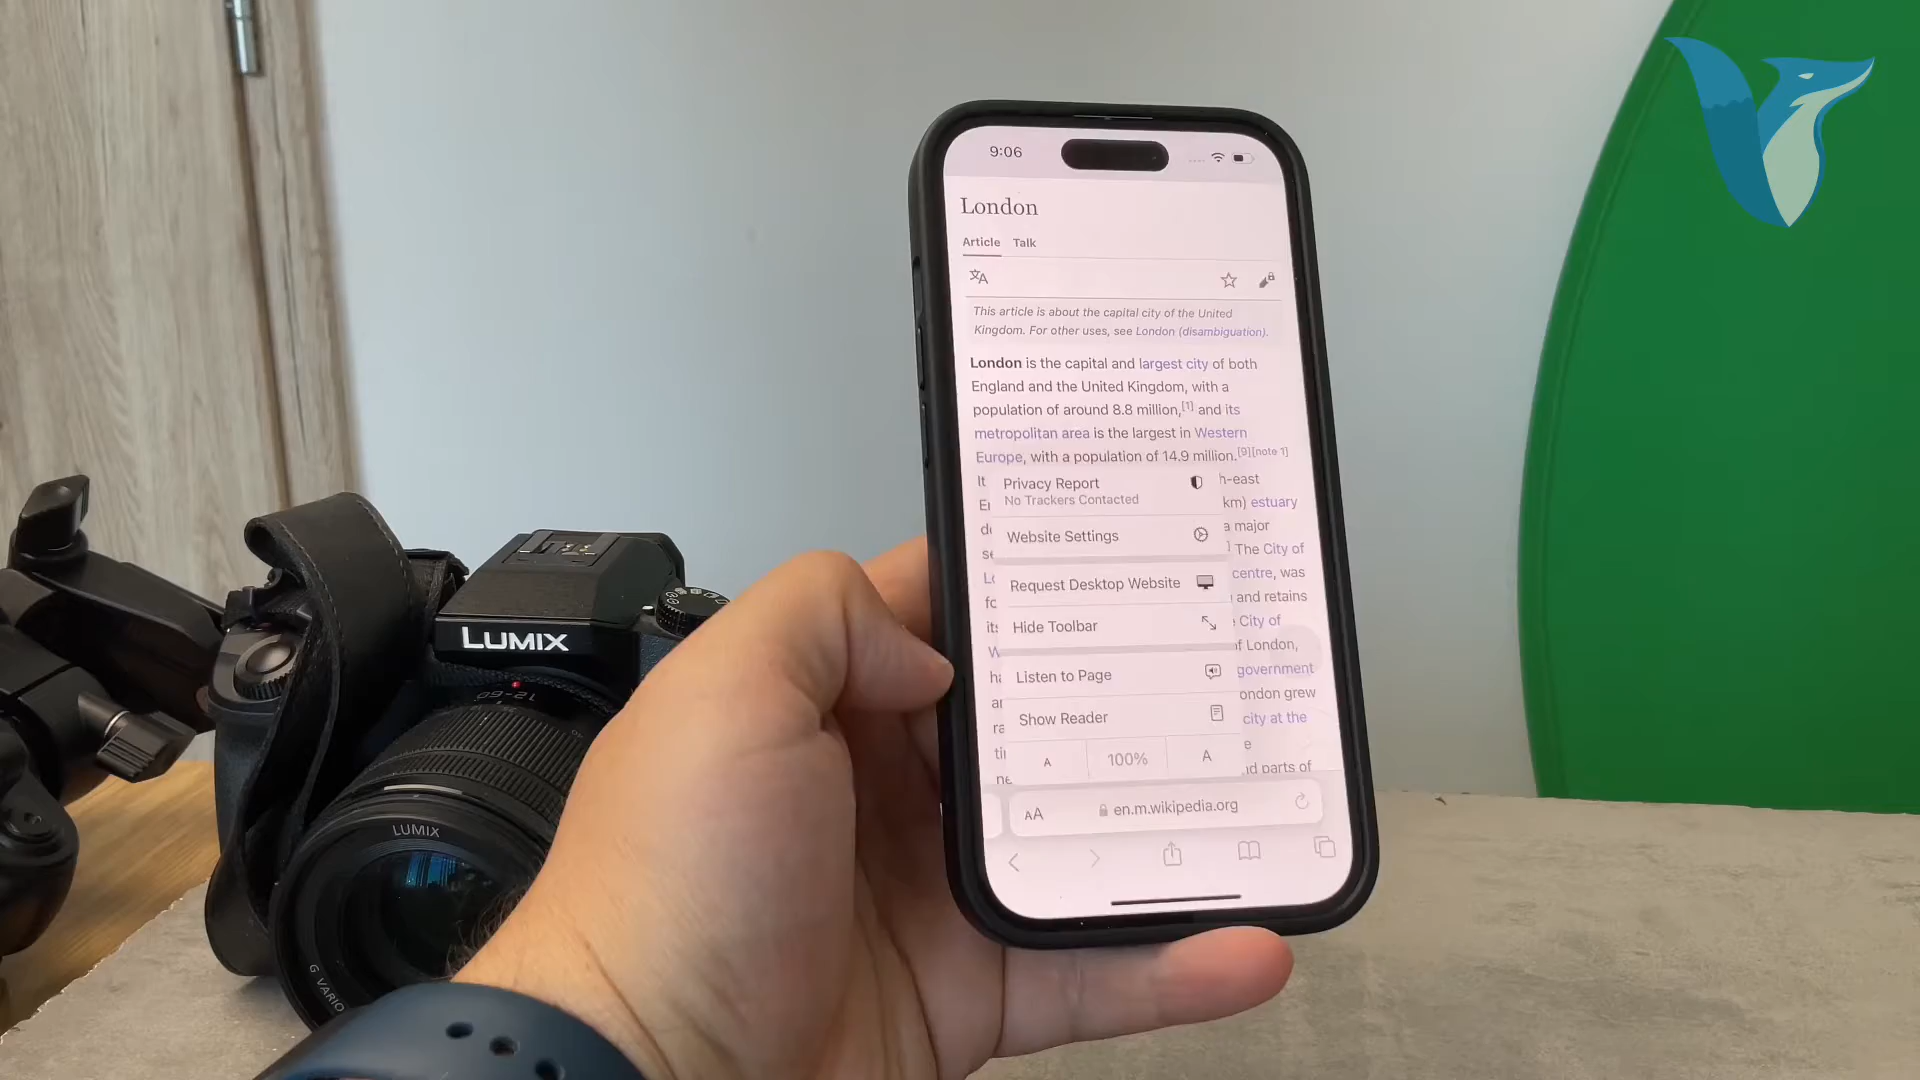 9:06
London
Article Talk
This article is about the capital city of the United
Kingdom. For other uses, see London (disambiguation).
London is the capital and largest city of both
England and the United Kingdom, with a
population of around 8.8 million,[1] and its
metropolitan area is the largest in Western
Europe, with a population of 14.9 million.[9][note 1]
It
h-east
km) estuary
a major
The City of
centre, was
and retains
City of
of London,
government
ondon grew
city at the
nd parts of
Privacy Report
No Trackers Contacted
Website Settings
Request Desktop Website
Hide Toolbar
Listen to Page
Show Reader
A 100% A
AA en.m.wikipedia.org
LUMIX
12-60
LUMIX
G VARIO